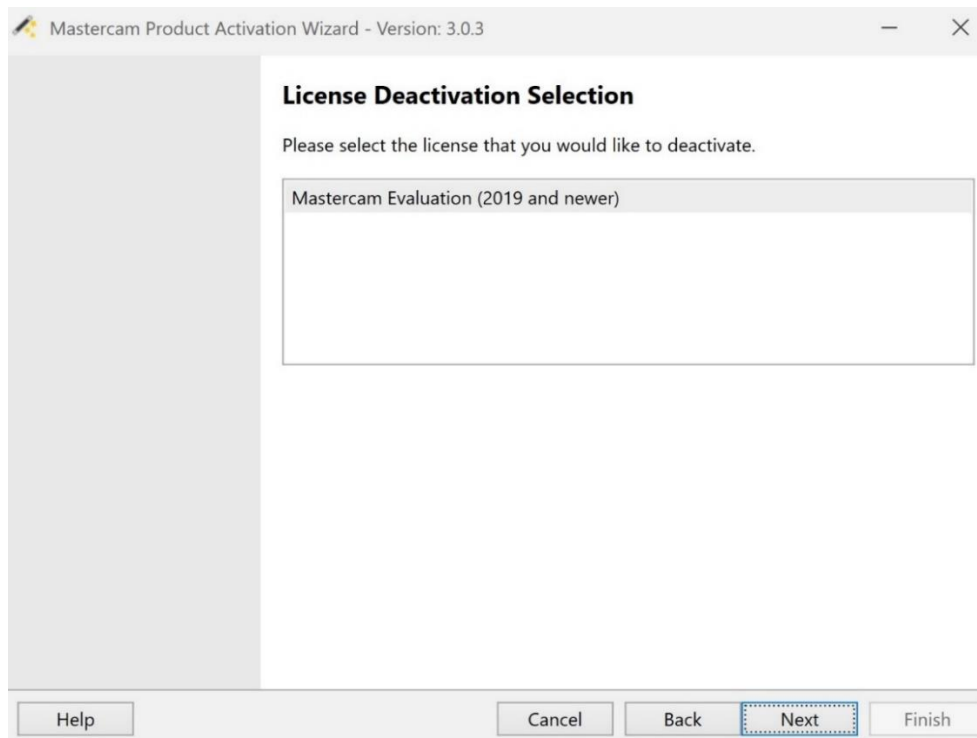 Mastercam Product Activation Wizard - Version: 3.0.3
License Deactivation Selection
Please select the license that you would like to deactivate.
Mastercam Evaluation (2019 and newer)
Help Cancel Back Next Finish